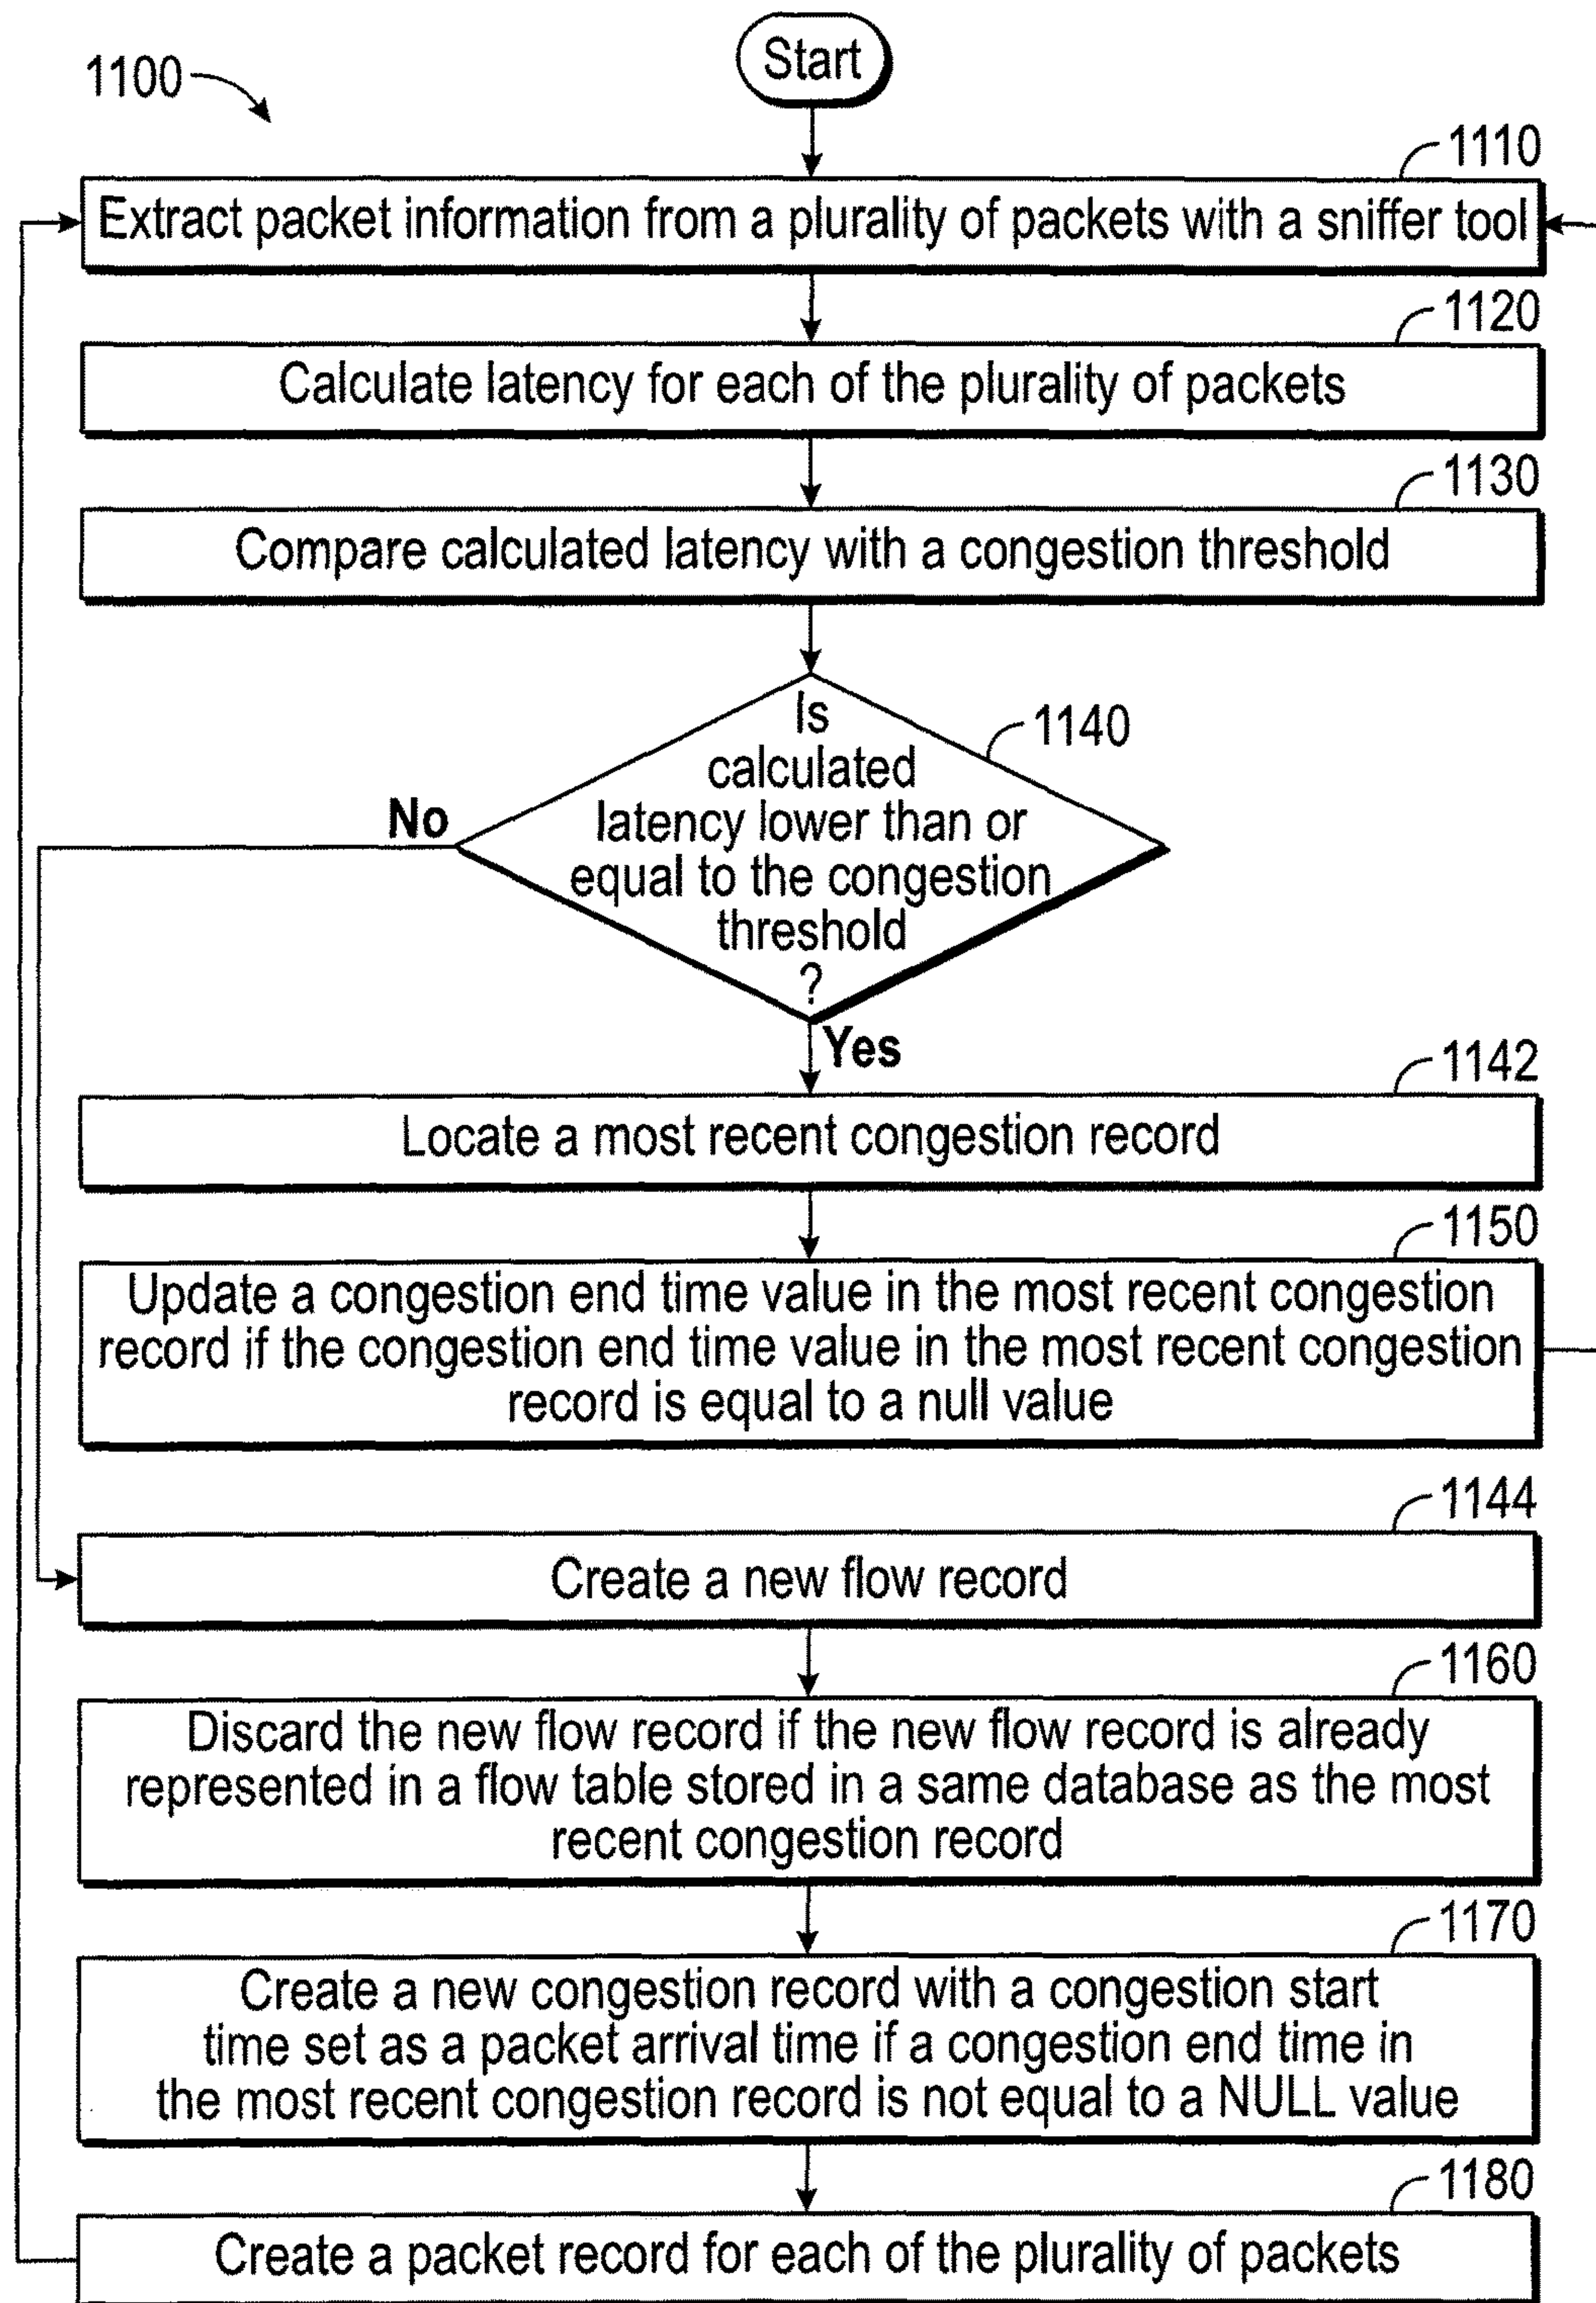 Start
1100
1110
Extract packet information from a plurality of packets with a sniffer tool
1120
Calculate latency for each of the plurality of packets
1130
Compare calculated latency with a congestion threshold
1140
Is
calculated
latency lower than or
equal to the congestion
threshold
?
No
Yes
1142
Locate a most recent congestion record
1150
Update a congestion end time value in the most recent congestion
record if the congestion end time value in the most recent congestion
record is equal to a null value
1144
Create a new flow record
1160
Discard the new flow record if the new flow record is already
represented in a flow table stored in a same database as the most
recent congestion record
1170
Create a new congestion record with a congestion start
time set as a packet arrival time if a congestion end time in
the most recent congestion record is not equal to a NULL value
1180
Create a packet record for each of the plurality of packets